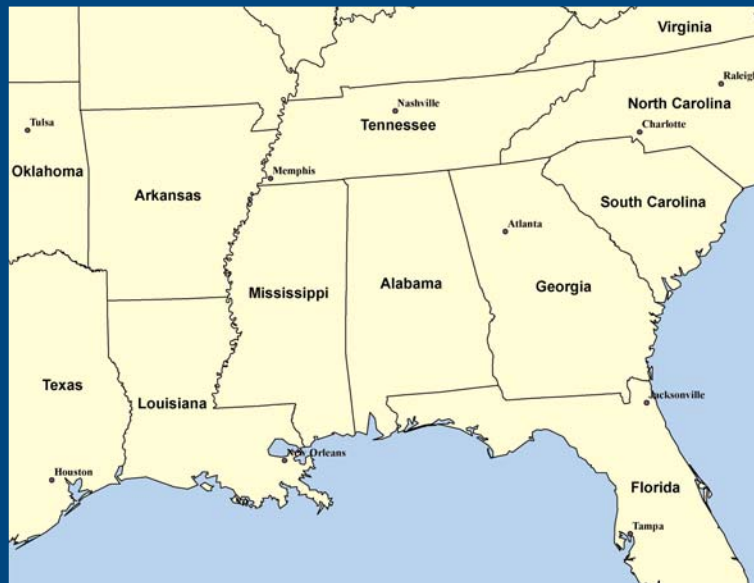 Virginia
Raleigh
North Carolina
Nashville
Tennessee
Charlotte
Tulsa
Oklahoma
Memphis
Arkansas
South Carolina
Atlanta
Mississippi
Alabama
Georgia
Texas
Louisiana
Jacksonville
New Orleans
Houston
Florida
Tampa